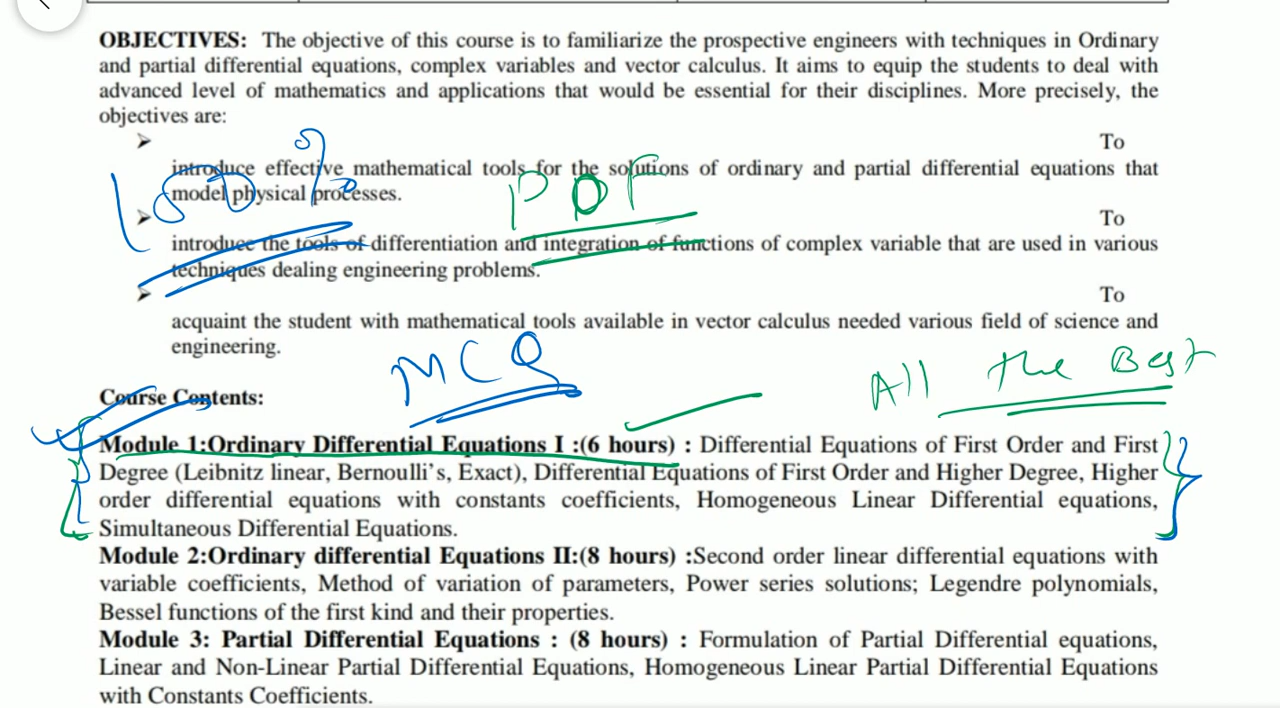 OBJECTIVES: The objective of this course is to familiarize the prospective engineers with techniques in Ordinary
and partial differential equations, complex variables and vector calculus. It aims to equip the students to deal with
advanced level of mathematics and applications that would be essential for their disciplines. More precisely, the
objectives are:
➢ To
introduce effective mathematical tools for the solutions of ordinary and partial differential equations that
model physical processes.
PDF
➢ To
introduce the tools of differentiation and integration of functions of complex variable that are used in various
techniques dealing engineering problems.
➢ To
acquaint the student with mathematical tools available in vector calculus needed various field of science and
engineering.
MCQ
All the Best
Course Contents:
Module 1:Ordinary Differential Equations I :(6 hours) : Differential Equations of First Order and First
Degree (Leibnitz linear, Bernoulli's, Exact), Differential Equations of First Order and Higher Degree, Higher
order differential equations with constants coefficients, Homogeneous Linear Differential equations,
Simultaneous Differential Equations.
Module 2:Ordinary differential Equations II:(8 hours) :Second order linear differential equations with
variable coefficients, Method of variation of parameters, Power series solutions; Legendre polynomials,
Bessel functions of the first kind and their properties.
Module 3: Partial Differential Equations : (8 hours) : Formulation of Partial Differential equations,
Linear and Non-Linear Partial Differential Equations, Homogeneous Linear Partial Differential Equations
with Constants Coefficients.